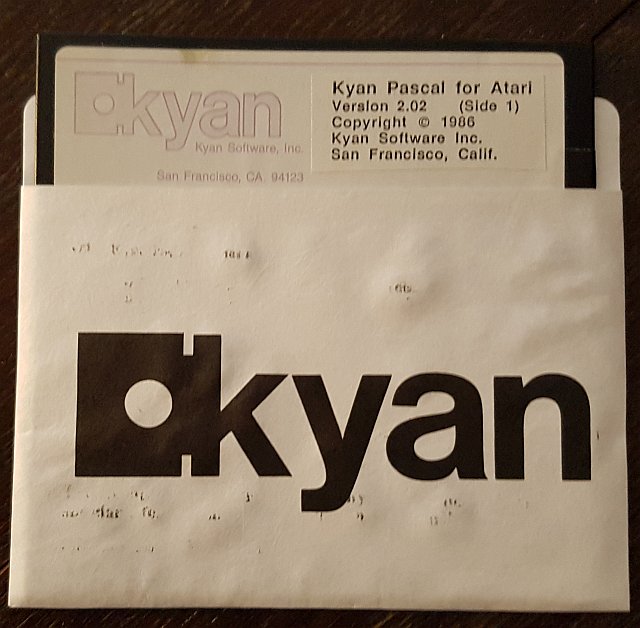 kyan
Kyan Software, Inc.
San Francisco, CA 94123
Kyan Pascal for Atari
Version 2.02 (Side 1)
Copyright © 1986
Kyan Software Inc.
San Francisco, Calif.
kyan